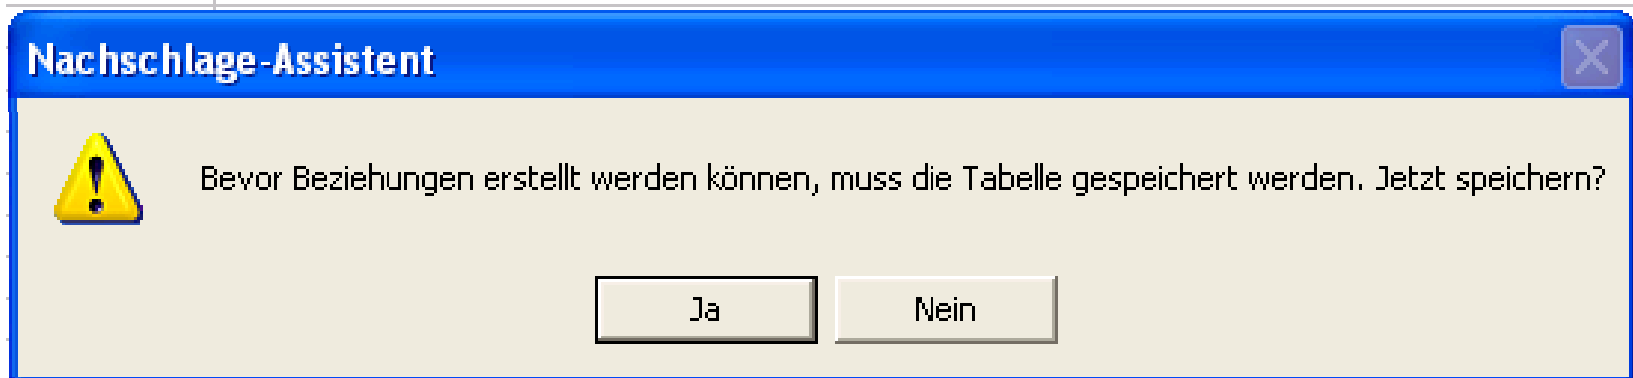 Nachschlage-Assistent
Bevor Beziehungen erstellt werden können, muss die Tabelle gespeichert werden. Jetzt speichern?
Ja
Nein